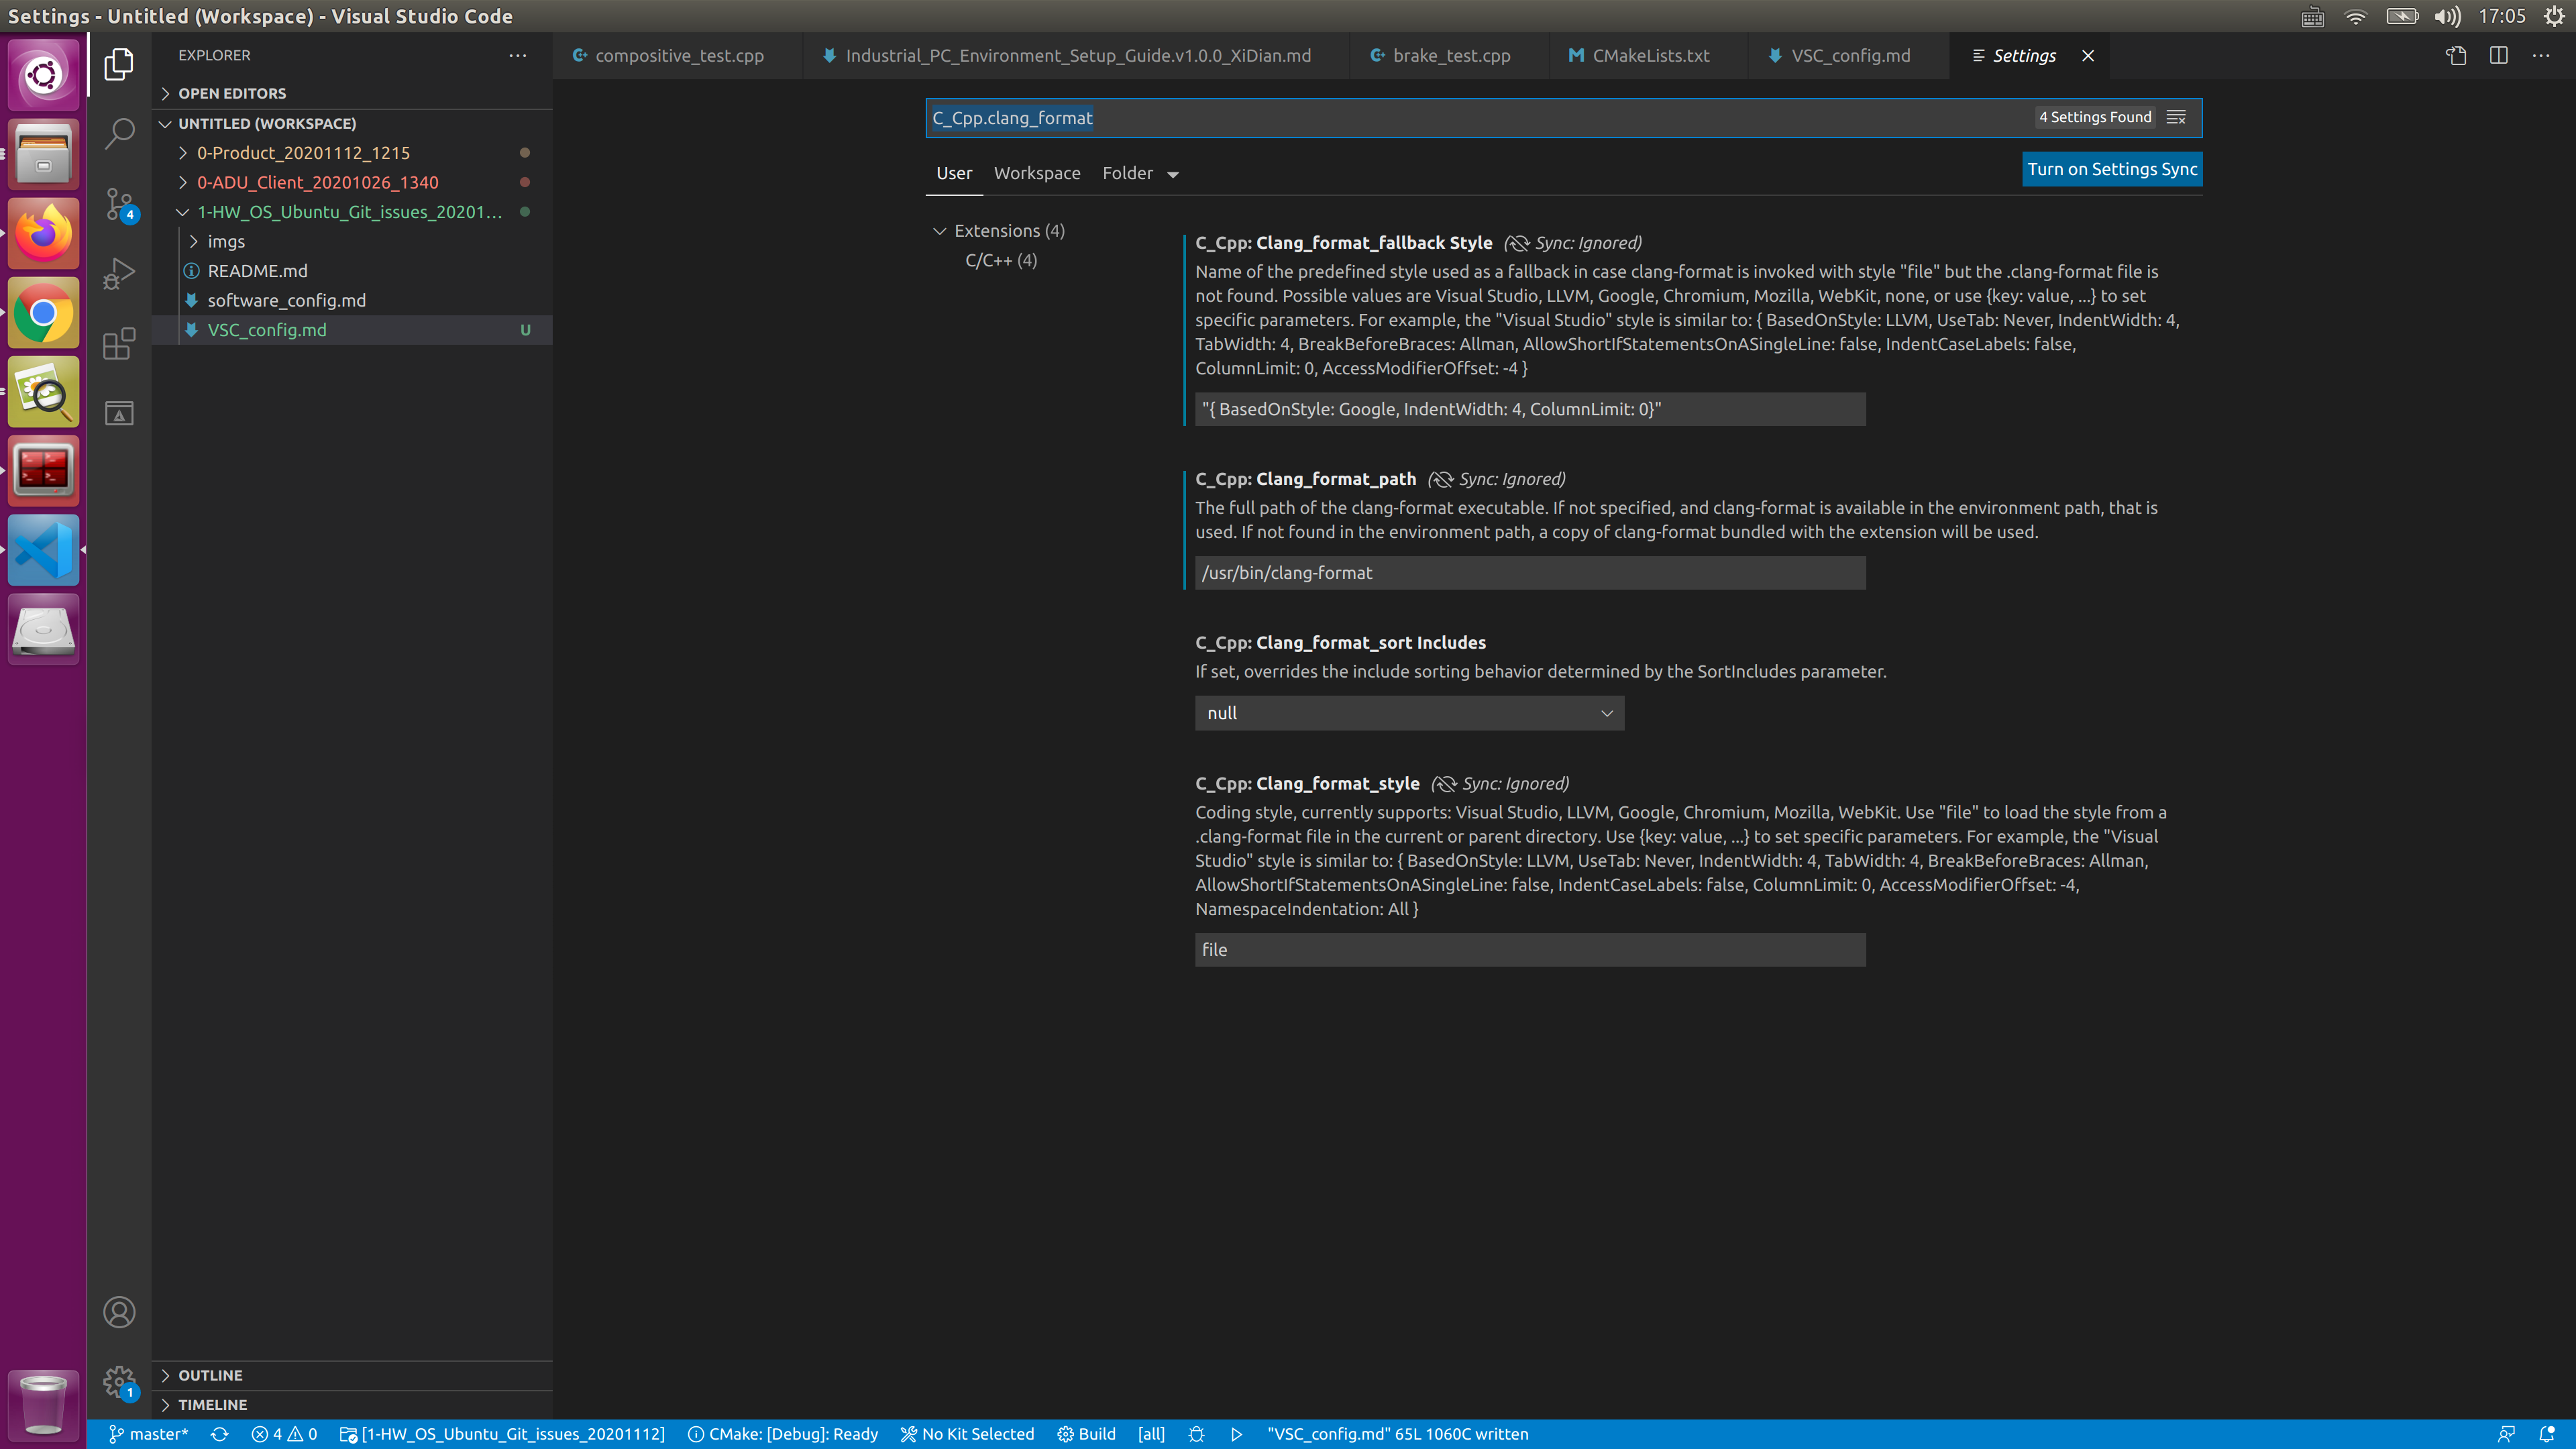 Settings - Untitled (Workspace) - Visual Studio Code
17:05
EXPLORER
compositive_test.cpp
Industrial_PC_Environment_Setup_Guide.v1.0.0_XiDian.md
brake_test.cpp
CMakeLists.txt
VSC_config.md
Settings
OPEN EDITORS
UNTITLED (WORKSPACE)
0-Product_20201112_1215
0-ADU_Client_20201026_1340
1-HW_OS_Ubuntu_Git_issues_20201...
imgs
README.md
software_config.md
VSC_config.md U
4
C_Cpp.clang_format
4 Settings Found
User Workspace Folder
Turn on Settings Sync
Extensions (4)
C/C++ (4)
C_Cpp: Clang_format_fallback Style (Sync: Ignored)
Name of the predefined style used as a fallback in case clang-format is invoked with style "file" but the .clang-format file is
not found. Possible values are Visual Studio, LLVM, Google, Chromium, Mozilla, WebKit, none, or use {key: value, ...} to set
specific parameters. For example, the "Visual Studio" style is similar to: { BasedOnStyle: LLVM, UseTab: Never, IndentWidth: 4,
TabWidth: 4, BreakBeforeBraces: Allman, AllowShortIfStatementsOnASingleLine: false, IndentCaseLabels: false,
ColumnLimit: 0, AccessModifierOffset: -4 }
"{ BasedOnStyle: Google, IndentWidth: 4, ColumnLimit: 0}"
C_Cpp: Clang_format_path (Sync: Ignored)
The full path of the clang-format executable. If not specified, and clang-format is available in the environment path, that is
used. If not found in the environment path, a copy of clang-format bundled with the extension will be used.
/usr/bin/clang-format
C_Cpp: Clang_format_sort Includes
If set, overrides the include sorting behavior determined by the SortIncludes parameter.
null
C_Cpp: Clang_format_style (Sync: Ignored)
Coding style, currently supports: Visual Studio, LLVM, Google, Chromium, Mozilla, WebKit. Use "file" to load the style from a
.clang-format file in the current or parent directory. Use {key: value, ...} to set specific parameters. For example, the "Visual
Studio" style is similar to: { BasedOnStyle: LLVM, UseTab: Never, IndentWidth: 4, TabWidth: 4, BreakBeforeBraces: Allman,
AllowShortIfStatementsOnASingleLine: false, IndentCaseLabels: false, ColumnLimit: 0, AccessModifierOffset: -4,
NamespaceIndentation: All }
file
OUTLINE
TIMELINE
1
master* 4 0 [1-HW_OS_Ubuntu_Git_issues_20201112] CMake: [Debug]: Ready No Kit Selected Build [all] "VSC_config.md" 65L 1060C written